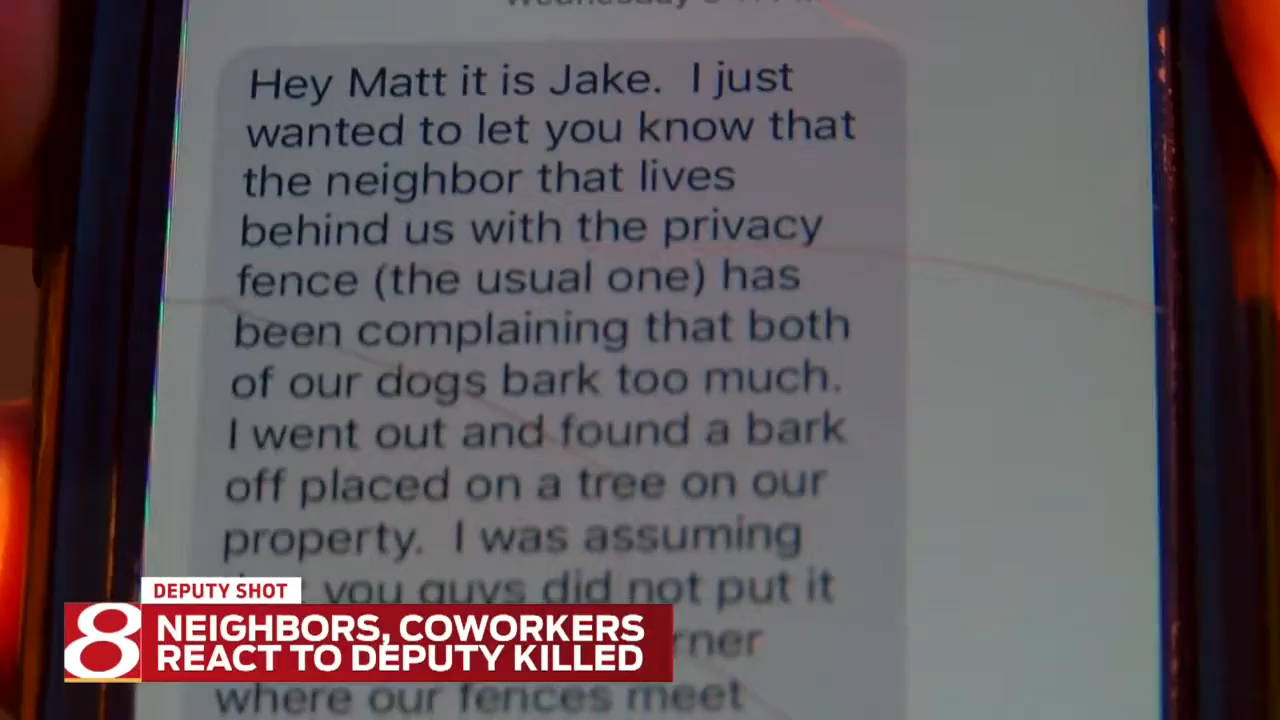 Wednesday
Hey Matt it is Jake. I just
wanted to let you know that
the neighbor that lives
behind us with the privacy
fence (the usual one) has
been complaining that both
of our dogs bark too much.
I went out and found a bark
off placed on a tree on our
property. I was assuming
you guys did not put it
rner
where our fences meet
DEPUTY SHOT
8
NEIGHBORS, COWORKERS
REACT TO DEPUTY KILLED